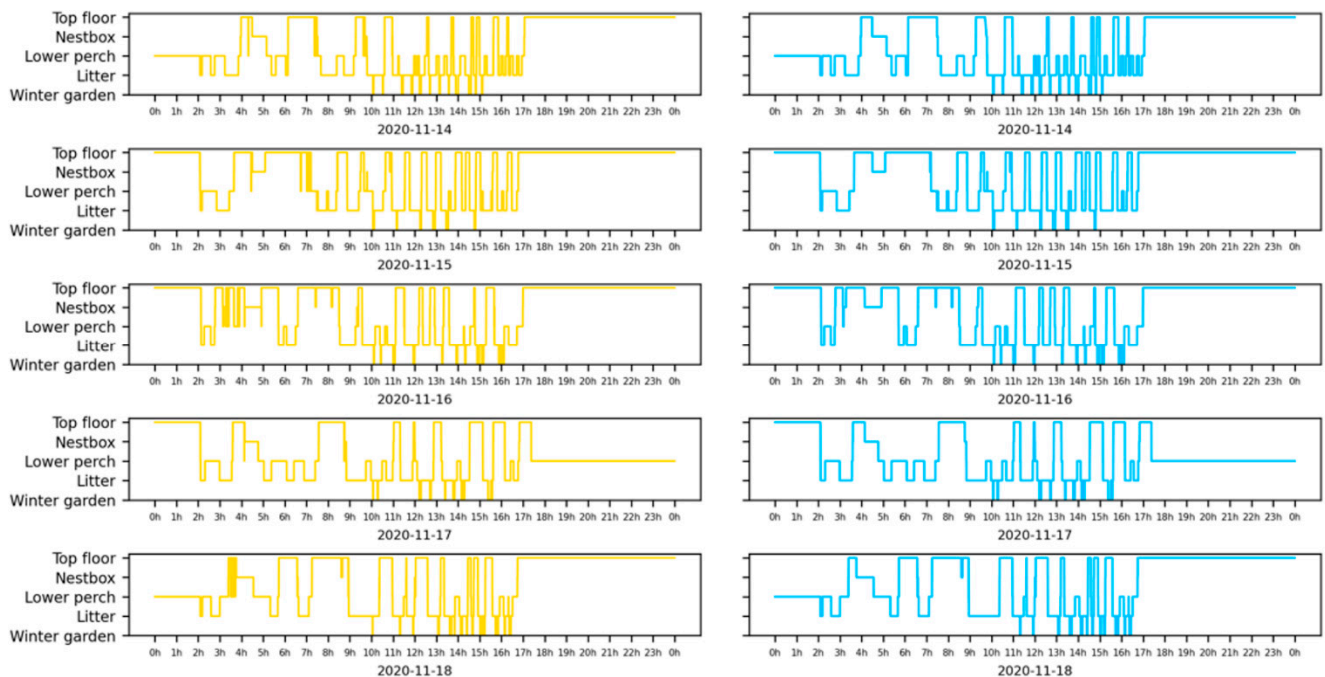 Top floor
Nestbox
Lower perch
Litter
Winter garden
0h 1h 2h 3h 4h 5h 6h 7h 8h 9h 10h 11h 12h 13h 14h 15h 16h 17h 18h 19h 20h 21h 22h 23h 0h
2020-11-14
0h 1h 2h 3h 4h 5h 6h 7h 8h 9h 10h 11h 12h 13h 14h 15h 16h 17h 18h 19h 20h 21h 22h 23h 0h
2020-11-14
Top floor
Nestbox
Lower perch
Litter
Winter garden
0h 1h 2h 3h 4h 5h 6h 7h 8h 9h 10h 11h 12h 13h 14h 15h 16h 17h 18h 19h 20h 21h 22h 23h 0h
2020-11-15
0h 1h 2h 3h 4h 5h 6h 7h 8h 9h 10h 11h 12h 13h 14h 15h 16h 17h 18h 19h 20h 21h 22h 23h 0h
2020-11-15
Top floor
Nestbox
Lower perch
Litter
Winter garden
0h 1h 2h 3h 4h 5h 6h 7h 8h 9h 10h 11h 12h 13h 14h 15h 16h 17h 18h 19h 20h 21h 22h 23h 0h
2020-11-16
0h 1h 2h 3h 4h 5h 6h 7h 8h 9h 10h 11h 12h 13h 14h 15h 16h 17h 18h 19h 20h 21h 22h 23h 0h
2020-11-16
Top floor
Nestbox
Lower perch
Litter
Winter garden
0h 1h 2h 3h 4h 5h 6h 7h 8h 9h 10h 11h 12h 13h 14h 15h 16h 17h 18h 19h 20h 21h 22h 23h 0h
2020-11-17
0h 1h 2h 3h 4h 5h 6h 7h 8h 9h 10h 11h 12h 13h 14h 15h 16h 17h 18h 19h 20h 21h 22h 23h 0h
2020-11-17
Top floor
Nestbox
Lower perch
Litter
Winter garden
0h 1h 2h 3h 4h 5h 6h 7h 8h 9h 10h 11h 12h 13h 14h 15h 16h 17h 18h 19h 20h 21h 22h 23h 0h
2020-11-18
0h 1h 2h 3h 4h 5h 6h 7h 8h 9h 10h 11h 12h 13h 14h 15h 16h 17h 18h 19h 20h 21h 22h 23h 0h
2020-11-18